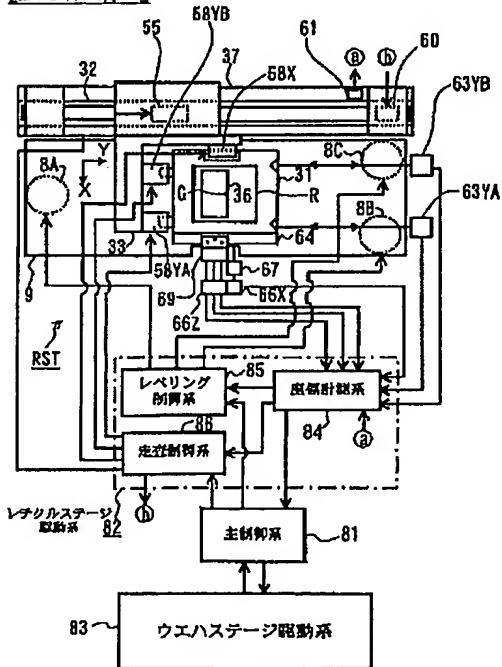 58YB
55
32
37
58X
61
ⓐ
ⓗ
60
63YB
8A
Y
X
8C
31
G
36
R
63YA
8B
33
58YA
64
67
9
69
66X
66Z
RST
レベリング
制御系
85
座標計測系
84
86
走査制御系
ⓐ
ⓗ
レチクルステージ
駆動系
82
主制御系
81
83
ウエハステージ駆動系